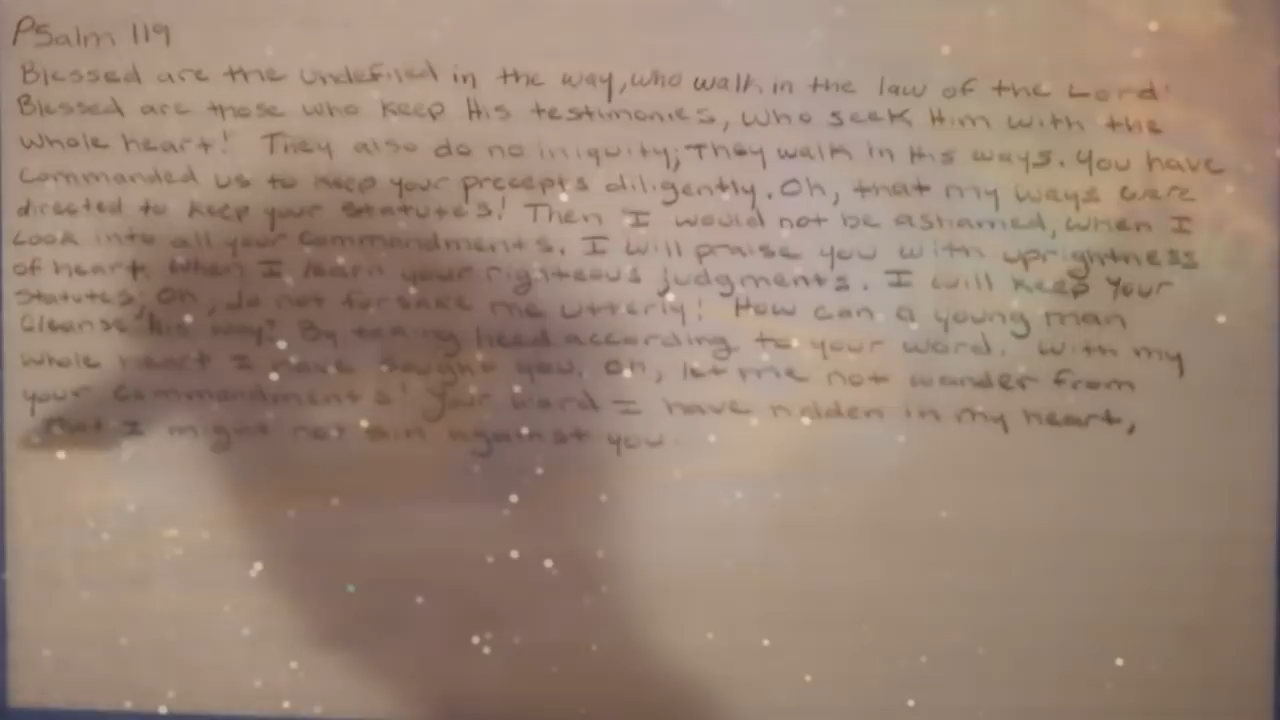 Psalm 119
Blessed are the undefiled in the way, who walk in the law of the Lord!
Blessed are those who keep His testimonies, who seek Him with the
whole heart! They also do no iniquity; They walk in His ways. You have
Commanded us to keep your precepts diligently. Oh, that my ways were
directed to keep your statutes! Then I would not be ashamed, when I
Look into all your Commandments. I will praise you with uprightness
of heart, when I learn your righteous judgments. I will keep Your
Statutes; Oh, do not forsake me utterly! How can a young man
Cleanse his way? By taking heed according to your word. With my
whole heart I have sought you. Oh, let me not wander from
your Commandments! Your word I have hidden in my heart,
That I might not sin against you.